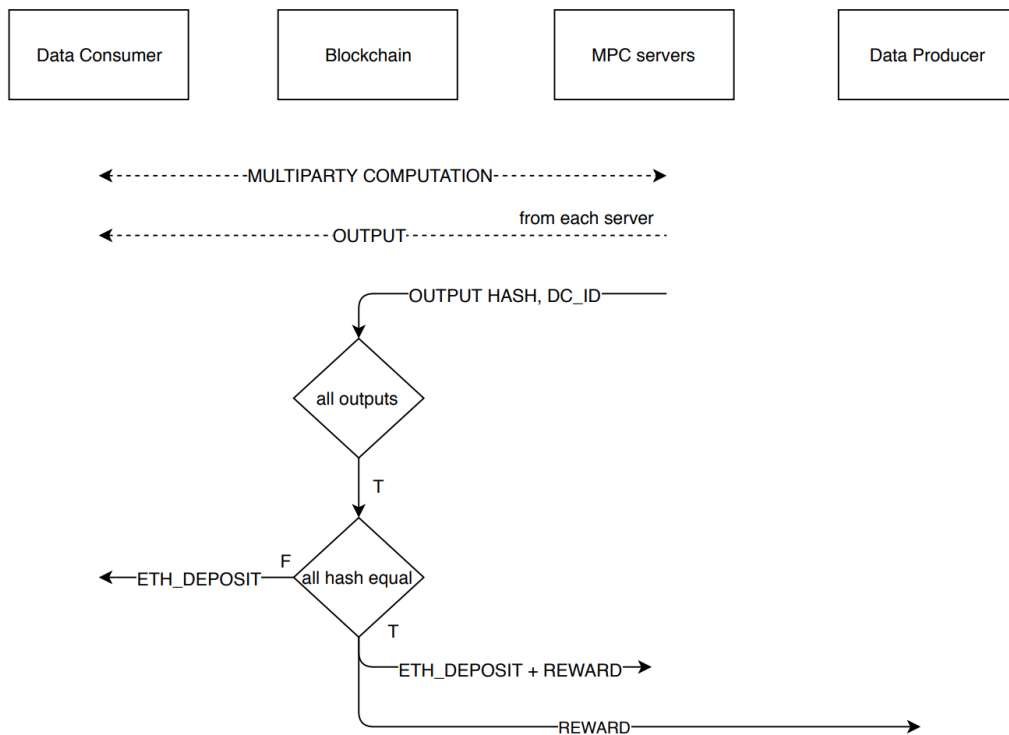 Data Consumer
Blockchain
MPC servers
Data Producer
MULTIPARTY COMPUTATION
from each server
OUTPUT
OUTPUT HASH, DC_ID
all outputs
T
F
all hash equal
ETH_DEPOSIT
T
ETH_DEPOSIT + REWARD
REWARD